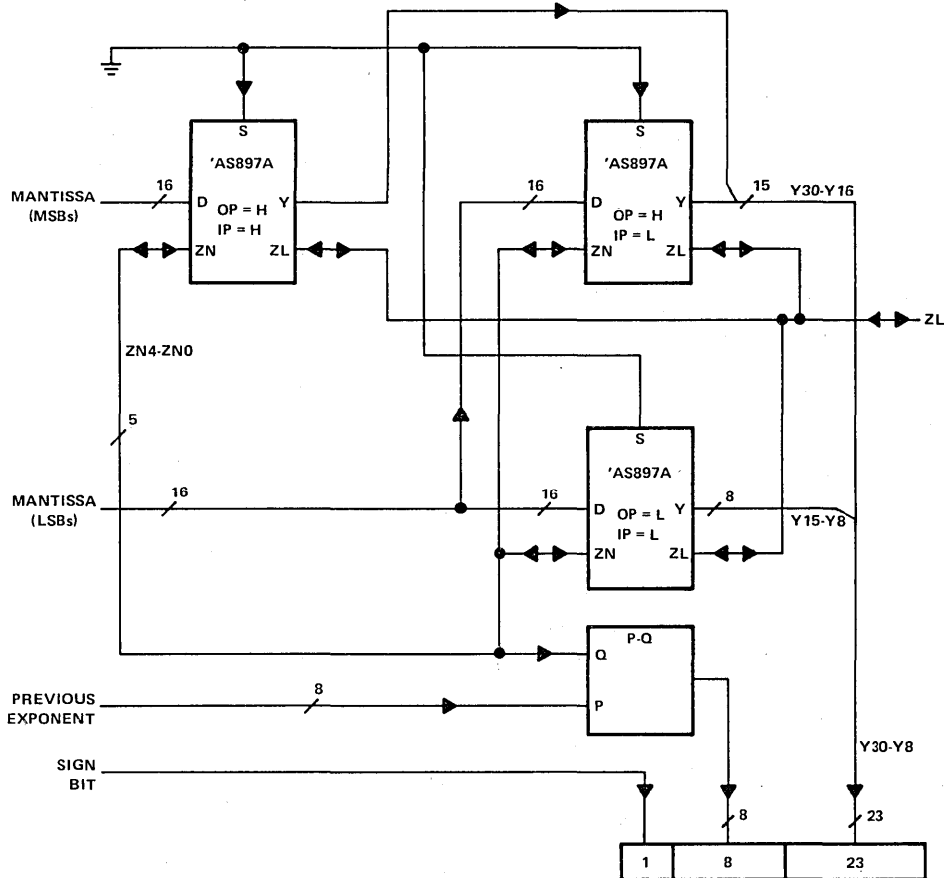 S
'AS897A
MANTISSA
(MSBs)
16
D
Y
OP = H
IP = H
ZN
ZL
S
'AS897A
16
D
Y
OP = H
IP = L
ZN
ZL
15
Y30-Y16
ZL
ZN4-ZN0
5
S
'AS897A
MANTISSA
(LSBs)
16
16
D
Y
OP = L
IP = L
ZN
ZL
8
Y15-Y8
P-Q
Q
P
PREVIOUS
EXPONENT
8
SIGN
BIT
Y30-Y8
8
23
1
8
23